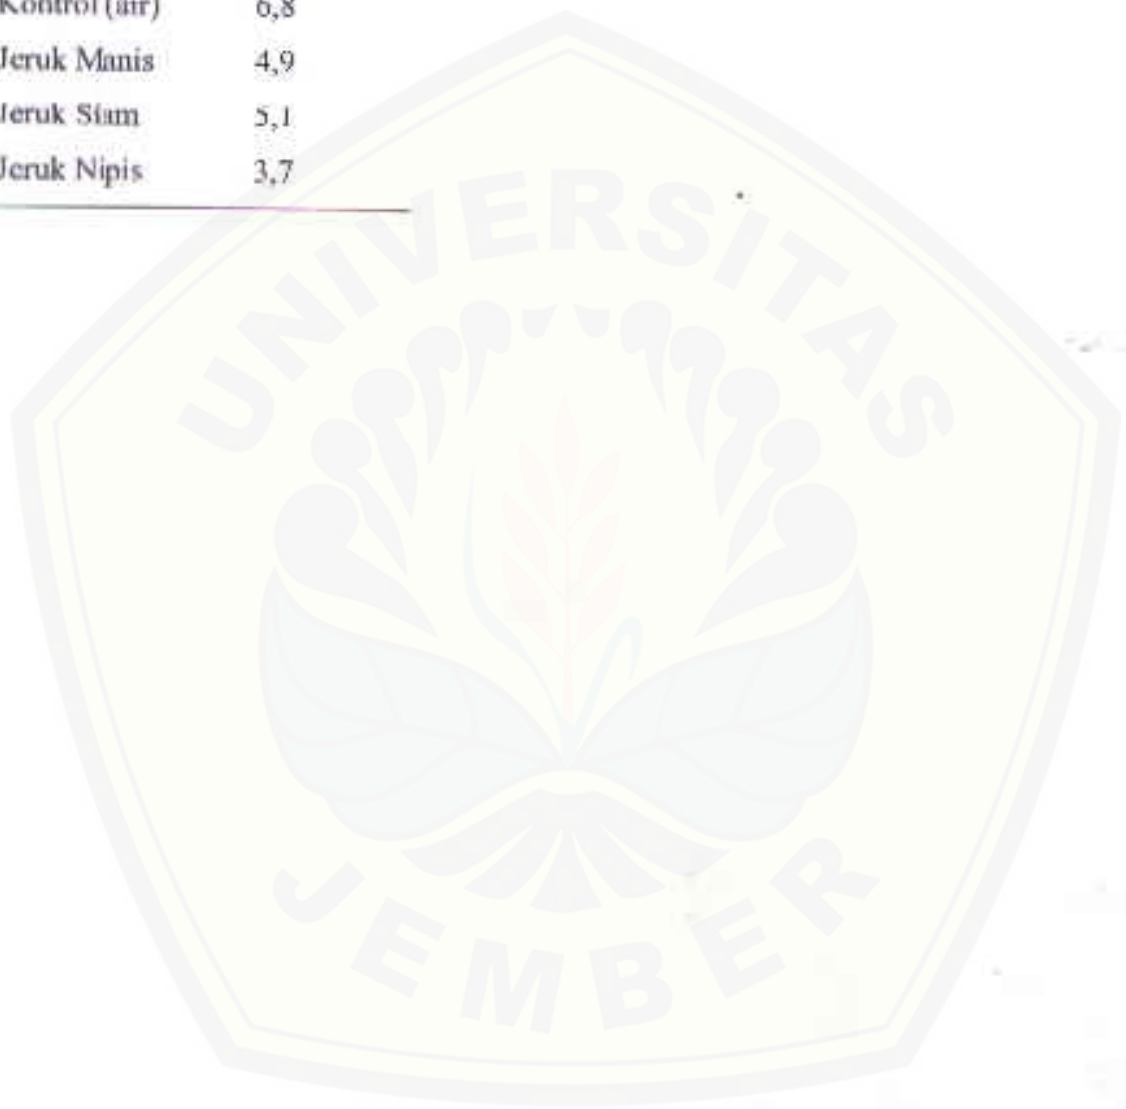 Kontrol (air) 6,8
Jeruk Manis 4,9
Jeruk Siam 5,1
Jeruk Nipis 3,7
UNIVERSITAS
JEMBER